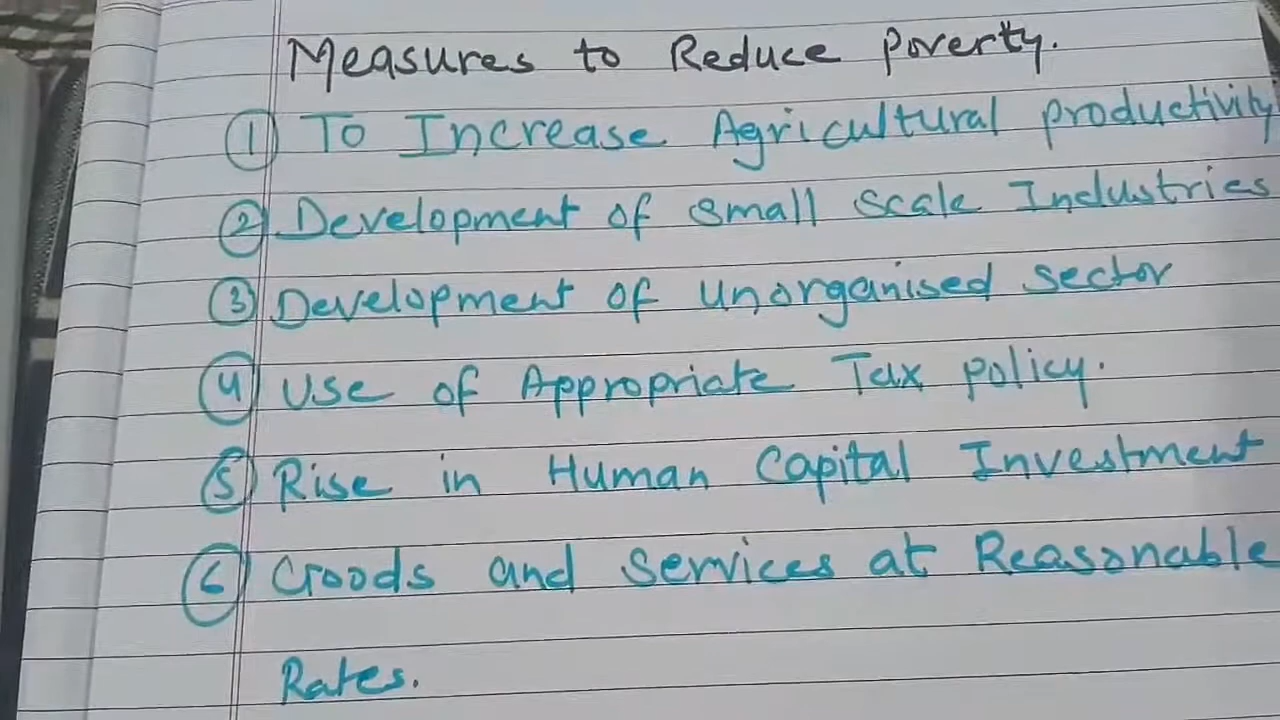 Measures to Reduce Poverty.
① To Increase Agricultural productivity
② Development of Small Scale Industries
③ Development of unorganised sector
④ Use of Appropriate Tax policy.
⑤ Rise in Human Capital Investment
⑥ Goods and Services at Reasonable
Rates.